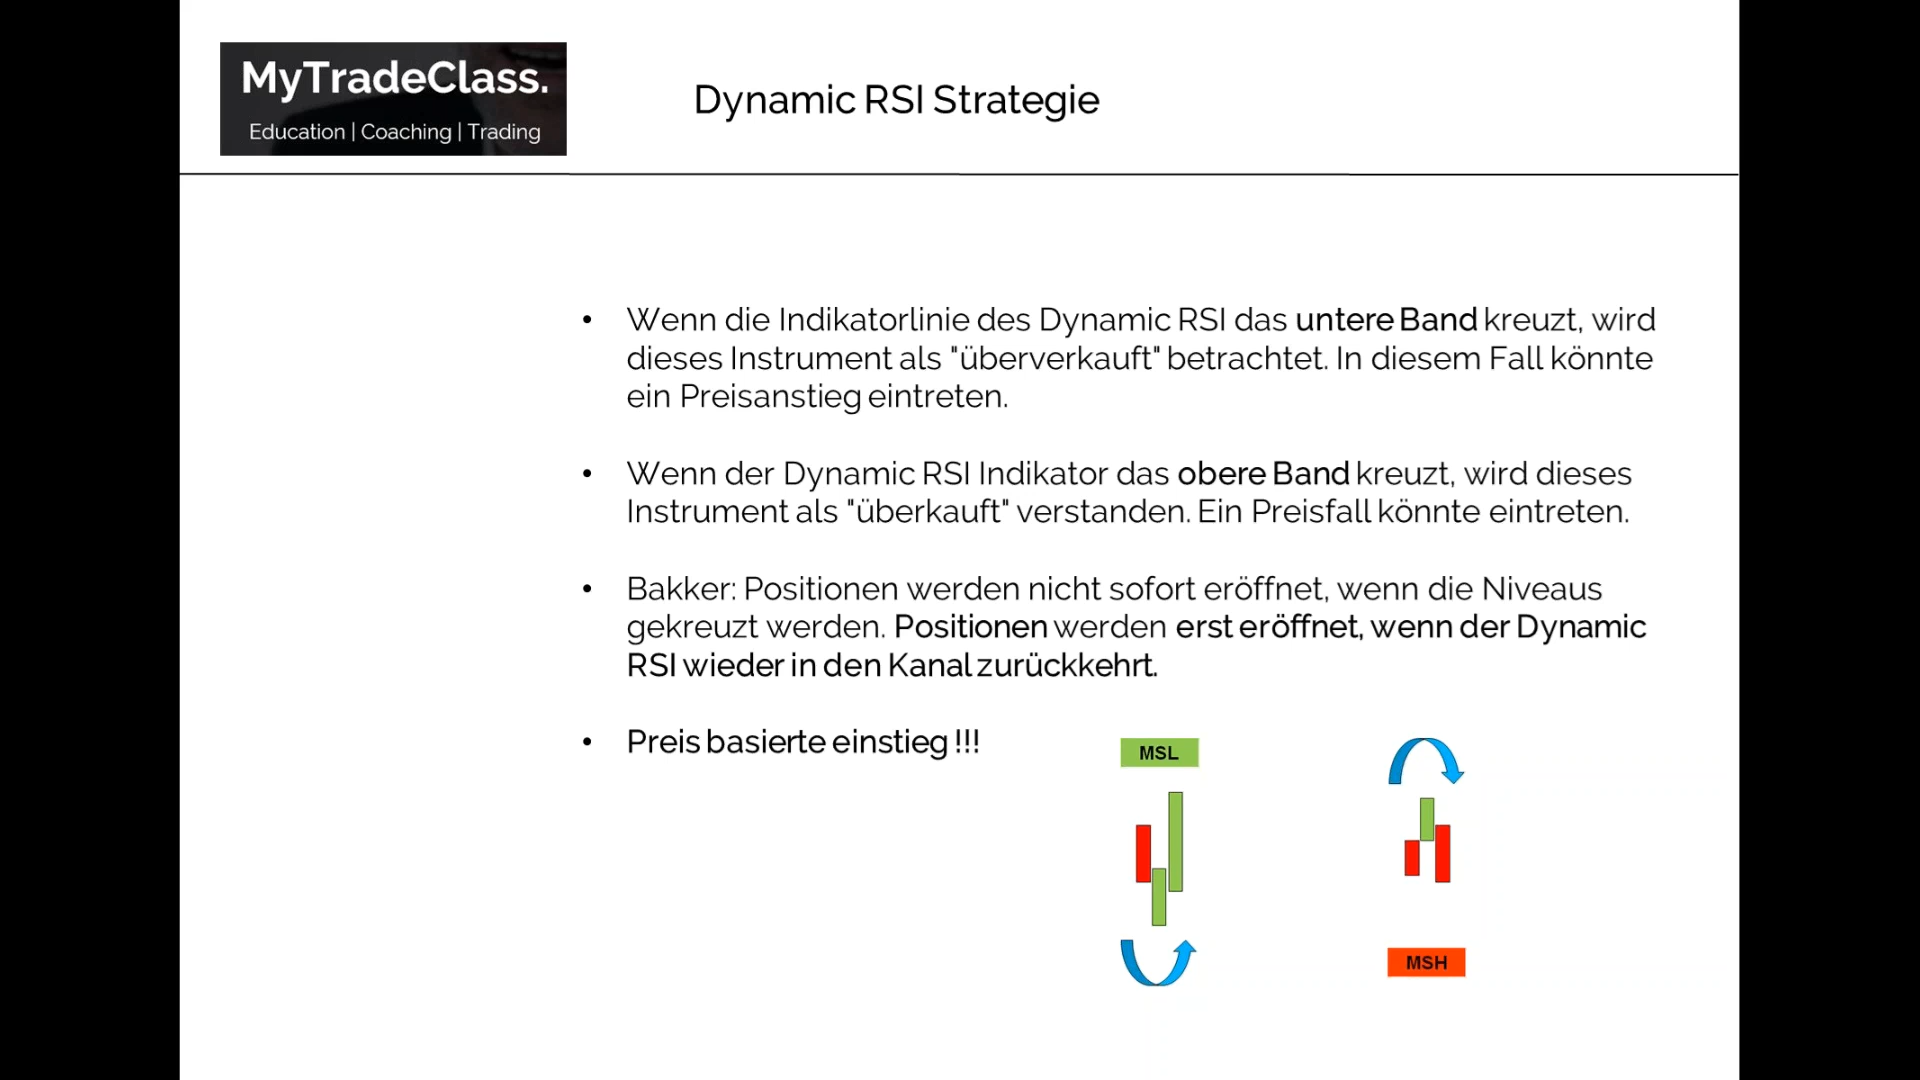 MyTradeClass.
Education | Coaching | Trading
Dynamic RSI Strategie
• Wenn die Indikatorlinie des Dynamic RSI das untere Band kreuzt, wird
dieses Instrument als "überverkauft" betrachtet. In diesem Fall könnte
ein Preisanstieg eintreten.
• Wenn der Dynamic RSI Indikator das obere Band kreuzt, wird dieses
Instrument als "überkauft" verstanden. Ein Preisfall könnte eintreten.
• Bakker: Positionen werden nicht sofort eröffnet, wenn die Niveaus
gekreuzt werden. Positionen werden erst eröffnet, wenn der Dynamic
RSI wieder in den Kanal zurückkehrt.
• Preis basierte einstieg !!!
MSL
MSH